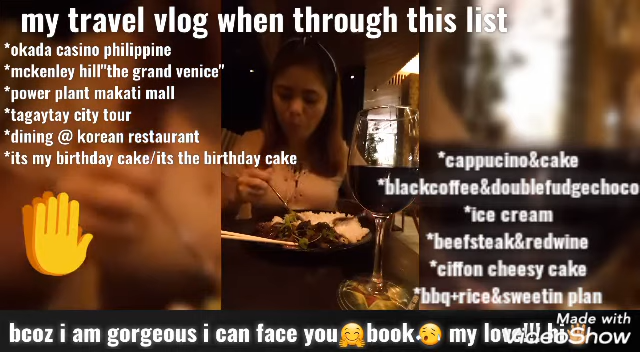 my travel vlog when through this list
*okada casino philippine
*mckenley hill"the grand venice"
*power plant makati mall
*tagaytay city tour
*dining @ korean restaurant
*its my birthday cake/its the birthday cake
*cappucino&cake
*blackcoffee&doublefudgechoco
*ice cream
*beefsteak&redwine
*ciffon cheesy cake
*bbq+rice&sweetin plan
bcoz i am gorgeous i can face you🤗book😪 my love!!! hi
Made with
VideoShow